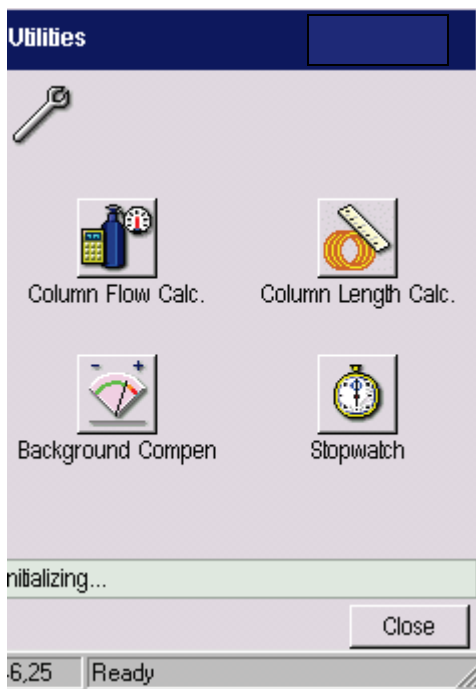 Utilities
Column Flow Calc.
Column Length Calc.
- +
Background Compen
Stopwatch
nitializing...
Close
6,25
Ready